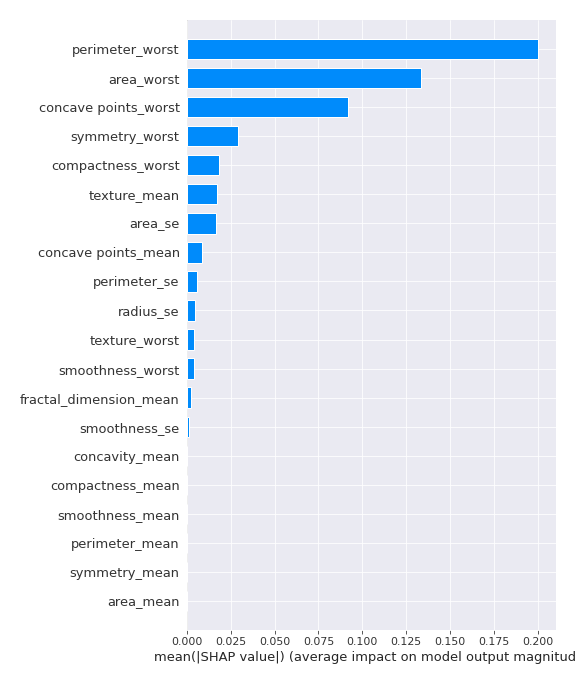 perimeter_worst
area_worst
concave points_worst
symmetry_worst
compactness_worst
texture_mean
area_se
concave points_mean
perimeter_se
radius_se
texture_worst
smoothness_worst
fractal_dimension_mean
smoothness_se
concavity_mean
compactness_mean
smoothness_mean
perimeter_mean
symmetry_mean
area_mean
0.000 0.025 0.050 0.075 0.100 0.125 0.150 0.175 0.200
mean(|SHAP value|) (average impact on model output magnitud